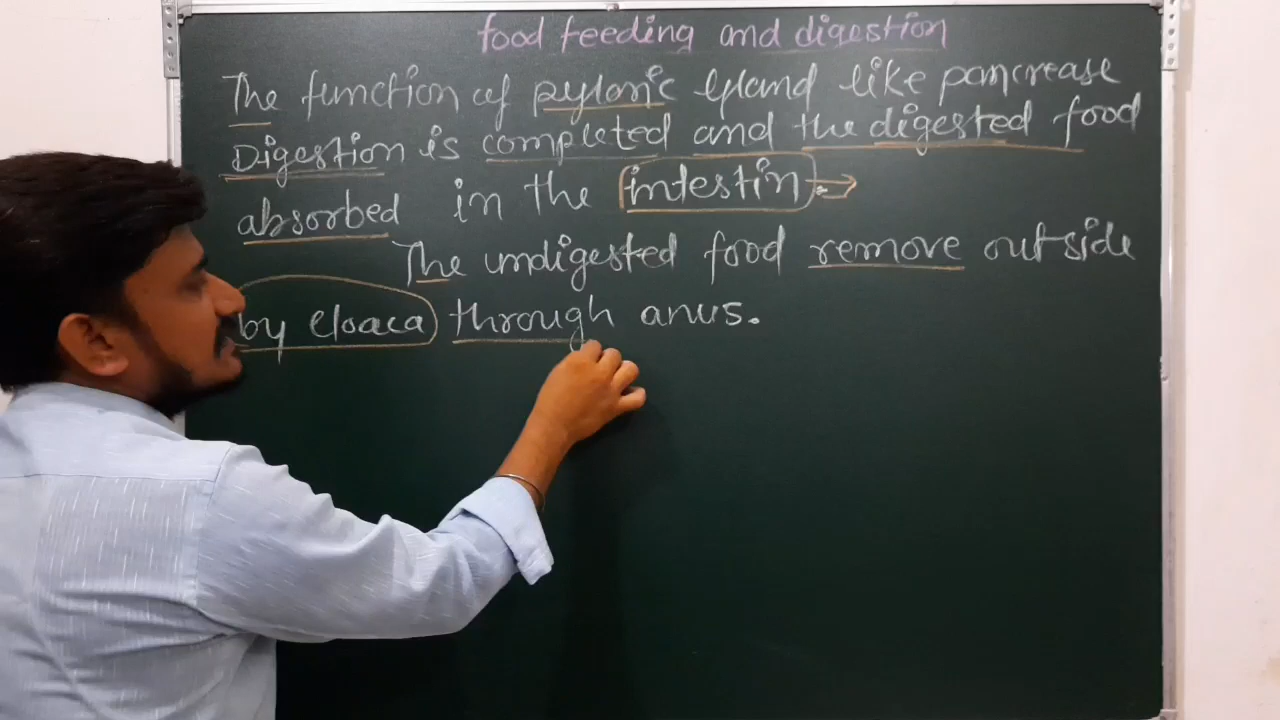 food feeding and digestion
The function of pyloric gland like pancrease
Digestion is completed and the digested food
absorbed in the intestin →
The undigested food remove outside
by cloaca through anus.